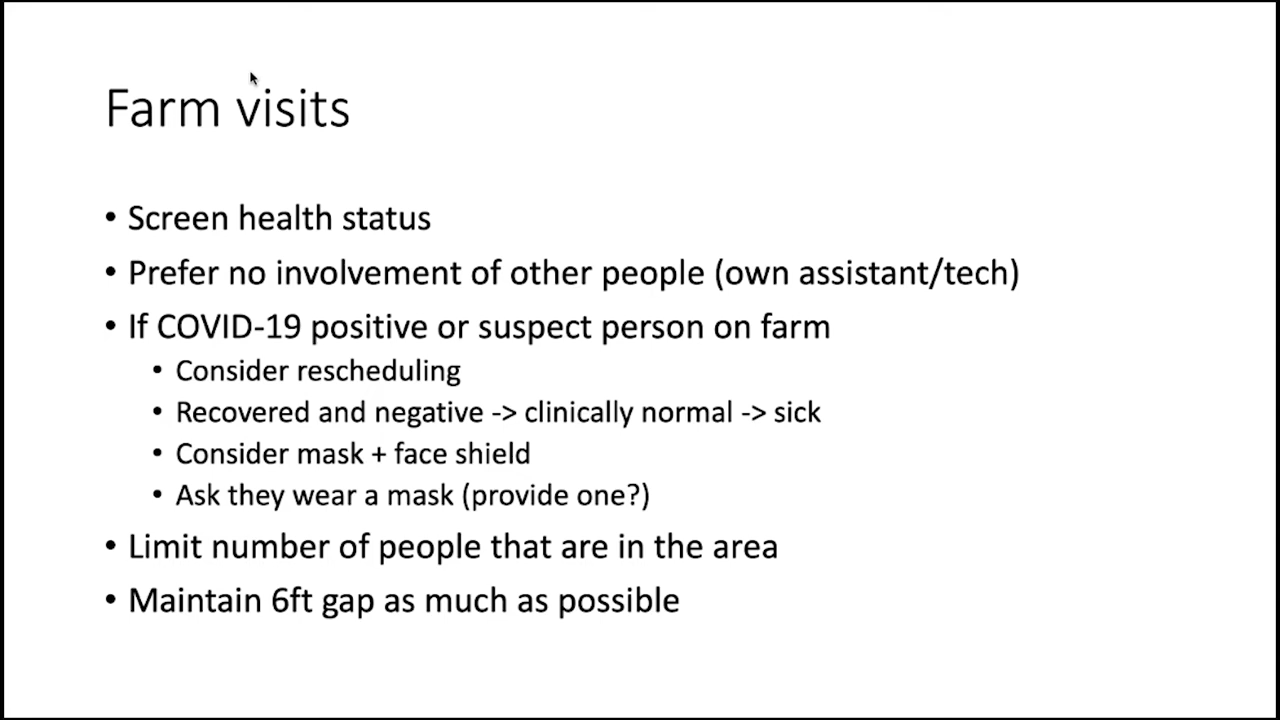 Farm visits
• Screen health status
• Prefer no involvement of other people (own assistant/tech)
• If COVID-19 positive or suspect person on farm
• Consider rescheduling
• Recovered and negative -> clinically normal -> sick
• Consider mask + face shield
• Ask they wear a mask (provide one?)
• Limit number of people that are in the area
• Maintain 6ft gap as much as possible